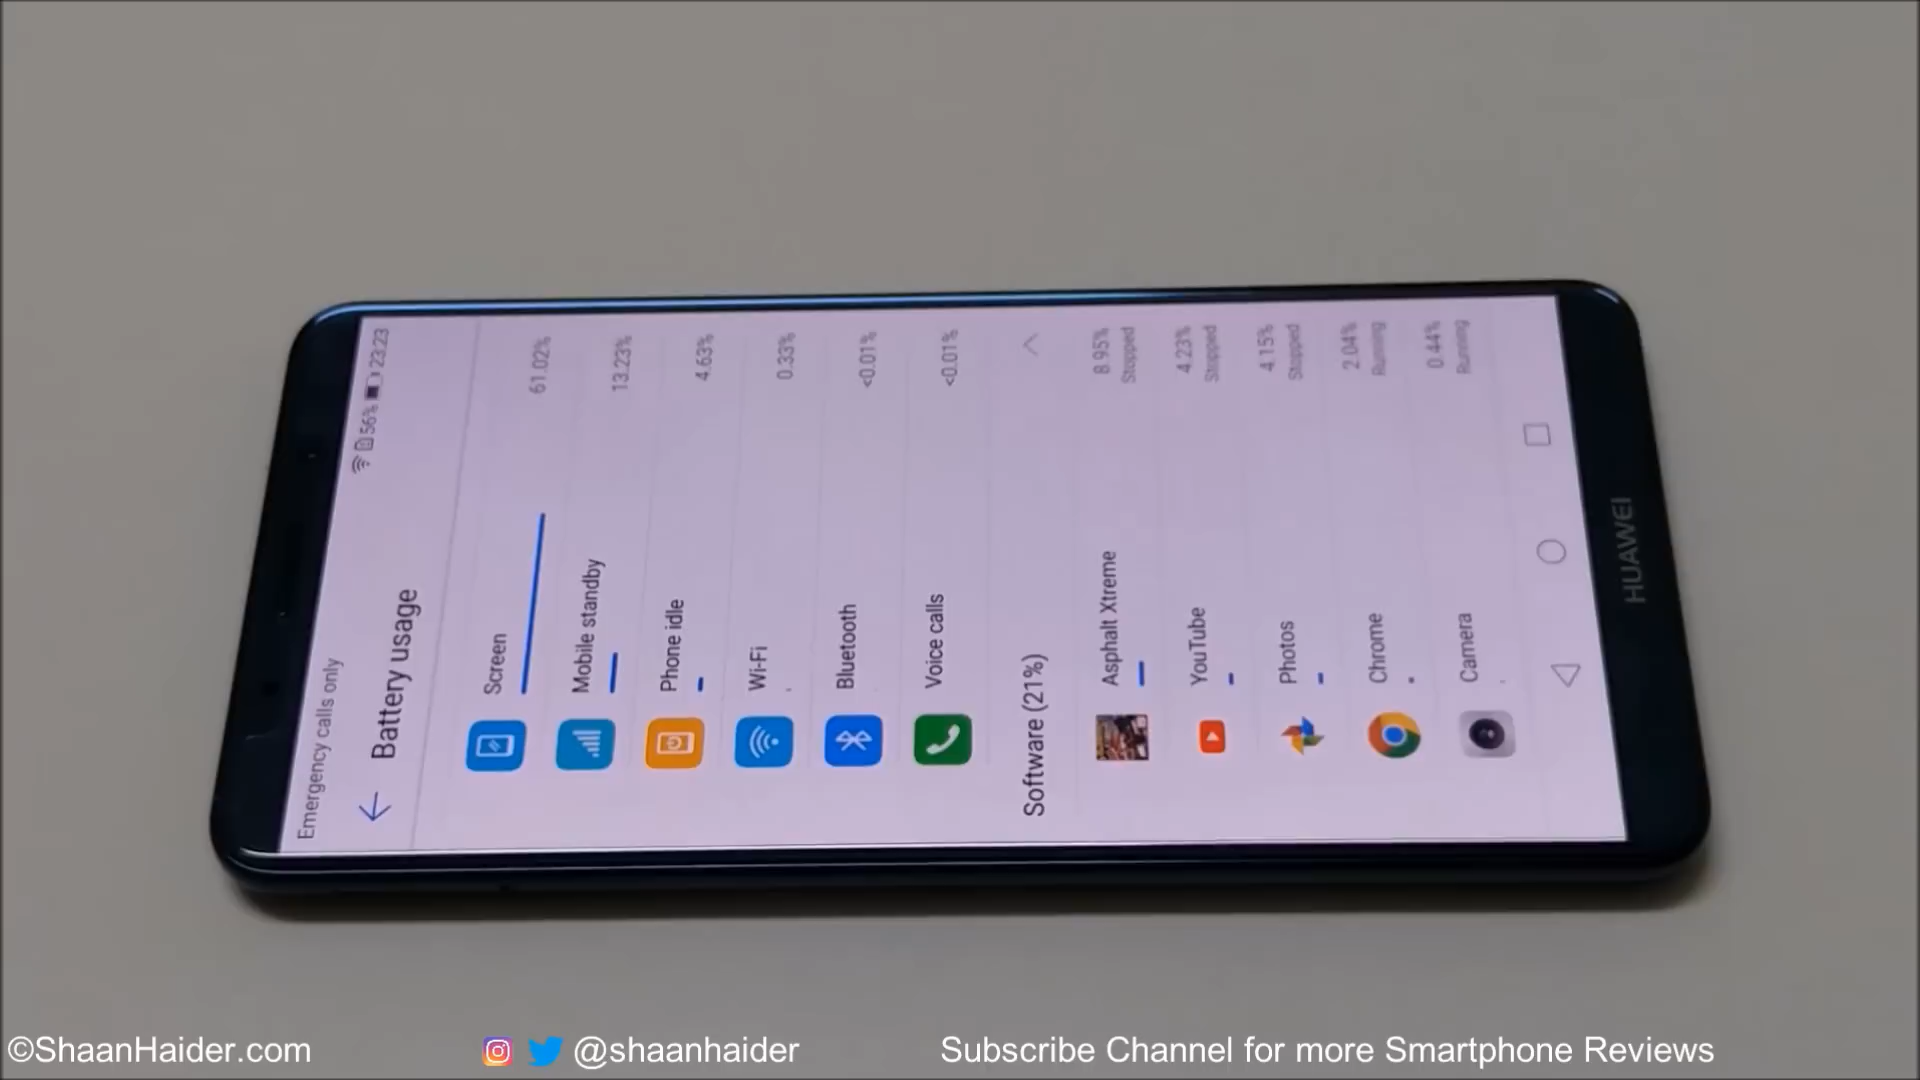 Emergency calls only
56% 23:23
Battery usage
Screen 61.02%
Mobile standby 13.23%
Phone idle 4.63%
Wi-Fi 0.33%
Bluetooth <0.01%
Voice calls <0.01%
Software (21%)
Asphalt Xtreme 8.95%
Stopped
YouTube 4.23%
Stopped
Photos 4.15%
Stopped
Chrome 2.04%
Running
Camera 0.44%
Running
HUAWEI
©ShaanHaider.com @shaanhaider Subscribe Channel for more Smartphone Reviews